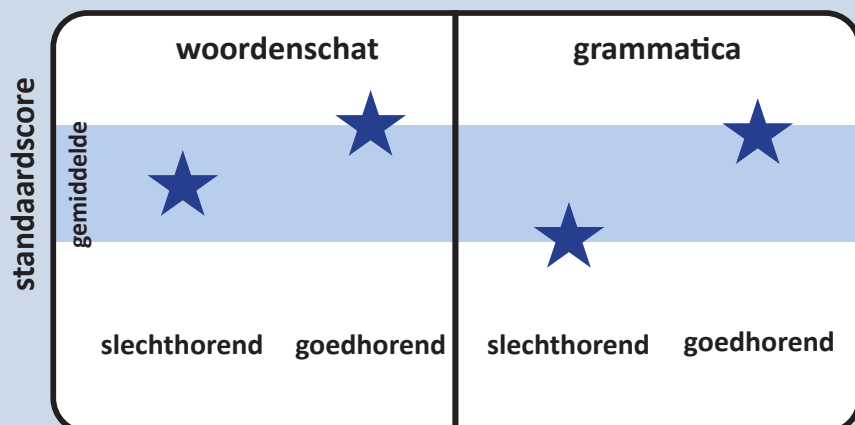 standaardscore
gemiddelde
woordenschat
slechthorend
goedhorend
grammatica
slechthorend
goedhorend